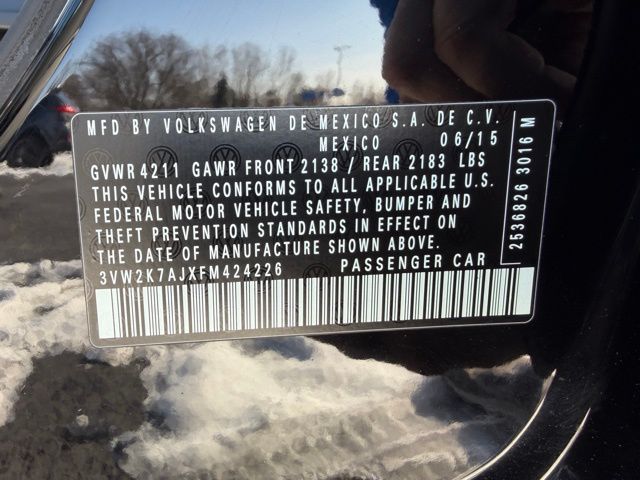 MFD BY VOLKSWAGEN DE MEXICO S.A. DE C.V.
MEXICO 06/15
GVWR 4211 GAWR FRONT 2138 / REAR 2183 LBS
THIS VEHICLE CONFORMS TO ALL APPLICABLE U.S.
FEDERAL MOTOR VEHICLE SAFETY, BUMPER AND
THEFT PREVENTION STANDARDS IN EFFECT ON
THE DATE OF MANUFACTURE SHOWN ABOVE.
3VW2K7AJXFM424226 PASSENGER CAR
2536826 3016 M